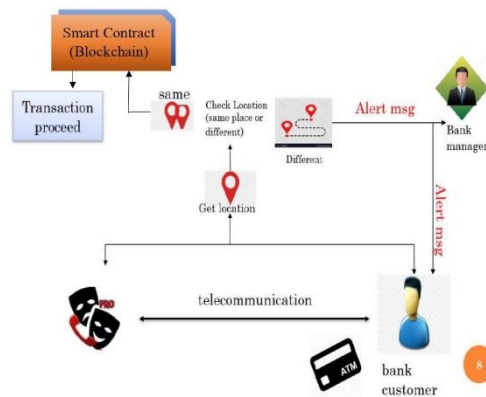 Smart Contract
(Blockchain)
Transaction
proceed
same
Check Location
(same place or
different)
Different
Alert msg
Bank
manager
Alert msg
Get location
PRO
telecommunication
ATM
bank
customer
8